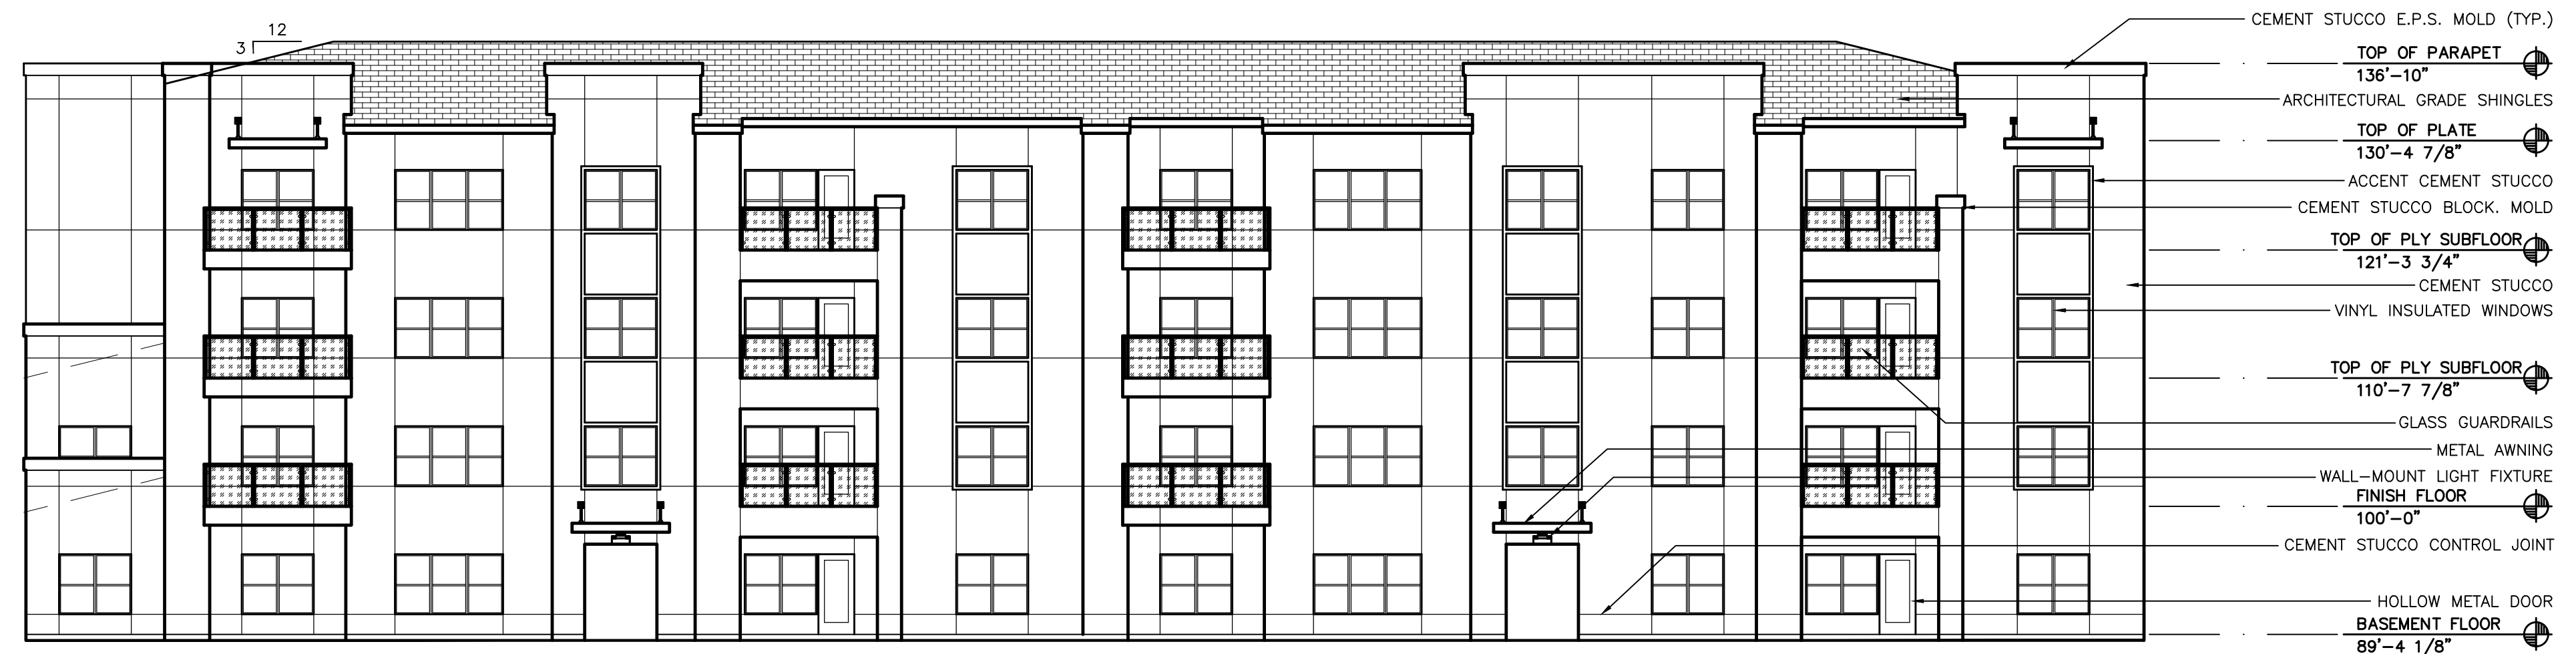 12
3
CEMENT STUCCO E.P.S. MOLD (TYP.)
TOP OF PARAPET
136'-10"
ARCHITECTURAL GRADE SHINGLES
TOP OF PLATE
130'-4 7/8"
ACCENT CEMENT STUCCO
CEMENT STUCCO BLOCK. MOLD
TOP OF PLY SUBFLOOR
121'-3 3/4"
CEMENT STUCCO
VINYL INSULATED WINDOWS
TOP OF PLY SUBFLOOR
110'-7 7/8"
GLASS GUARDRAILS
METAL AWNING
WALL-MOUNT LIGHT FIXTURE
FINISH FLOOR
100'-0"
CEMENT STUCCO CONTROL JOINT
HOLLOW METAL DOOR
BASEMENT FLOOR
89'-4 1/8"